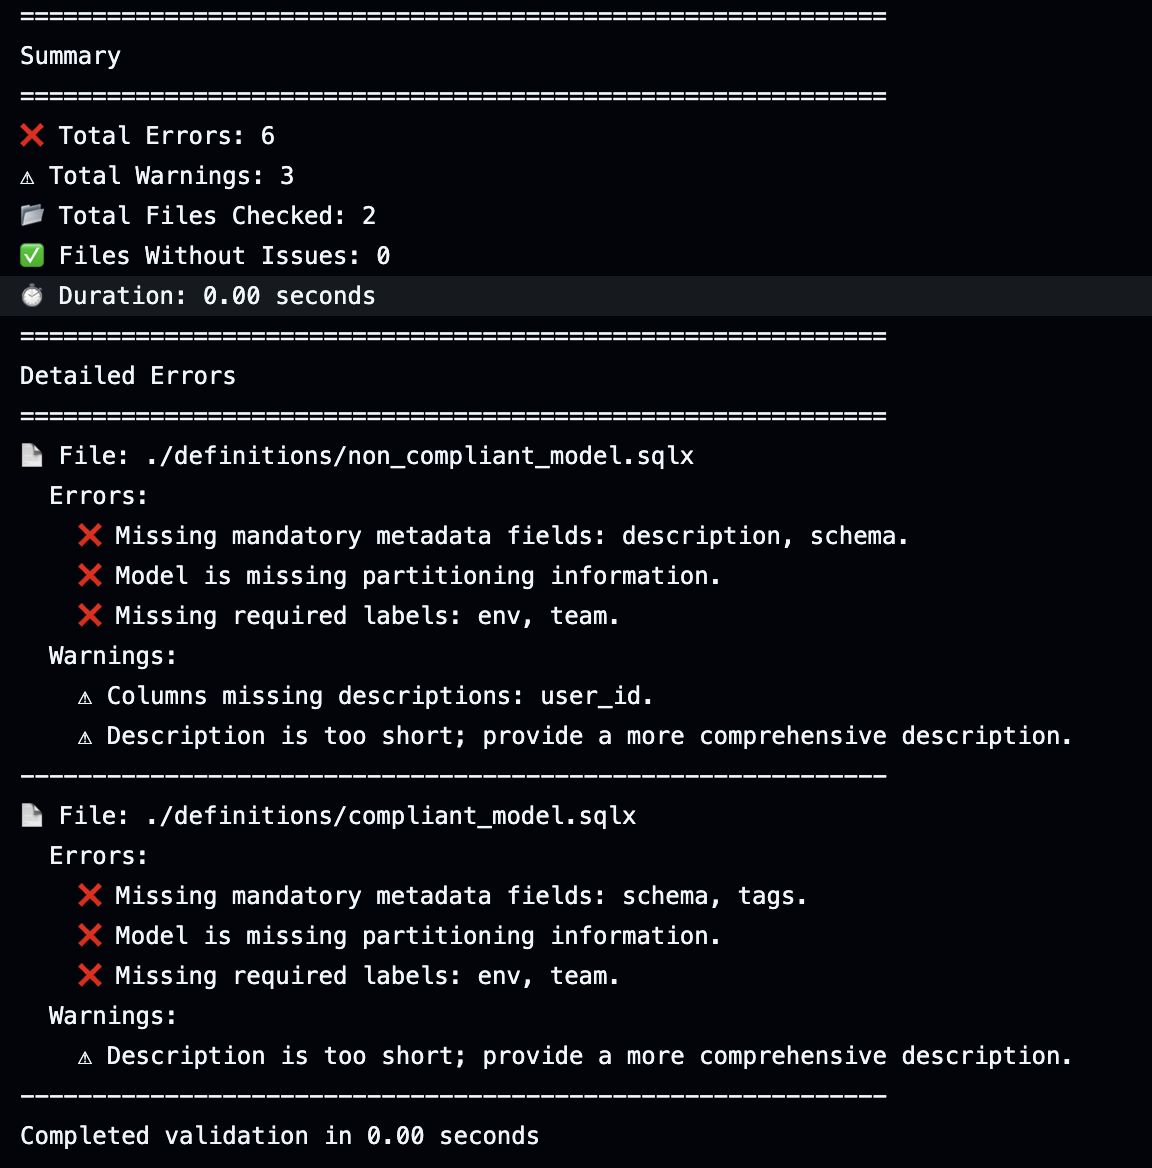 ============================================================
Summary
============================================================
❌ Total Errors: 6
⚠ Total Warnings: 3
📂 Total Files Checked: 2
✅ Files Without Issues: 0
⏱ Duration: 0.00 seconds
============================================================
Detailed Errors
============================================================
📄 File: ./definitions/non_compliant_model.sqlx
  Errors:
    ❌ Missing mandatory metadata fields: description, schema.
    ❌ Model is missing partitioning information.
    ❌ Missing required labels: env, team.
  Warnings:
    ⚠ Columns missing descriptions: user_id.
    ⚠ Description is too short; provide a more comprehensive description.
------------------------------------------------------------
📄 File: ./definitions/compliant_model.sqlx
  Errors:
    ❌ Missing mandatory metadata fields: schema, tags.
    ❌ Model is missing partitioning information.
    ❌ Missing required labels: env, team.
  Warnings:
    ⚠ Description is too short; provide a more comprehensive description.
------------------------------------------------------------
Completed validation in 0.00 seconds